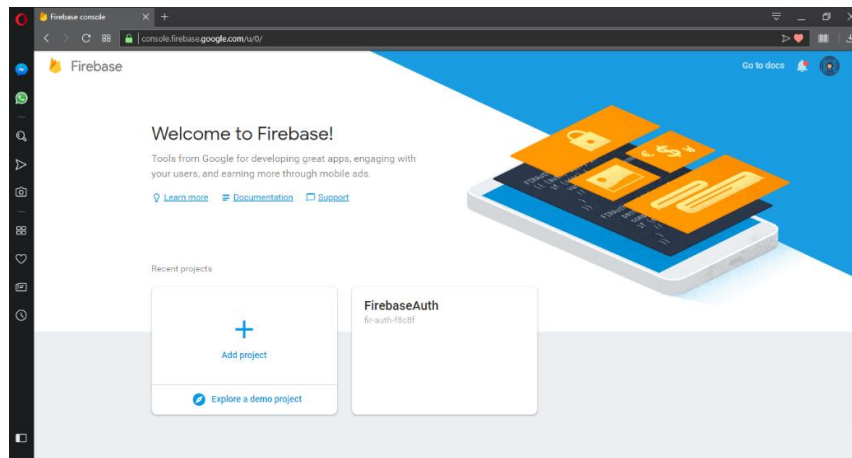 Firebase console
console.firebase.google.com/u/0/
Firebase
Go to docs
Welcome to Firebase!
Tools from Google for developing great apps, engaging with
your users, and earning more through mobile ads.
Learn more Documentation Support
Recent projects
Add project
Explore a demo project
FirebaseAuth
fir-auth-f8c8f